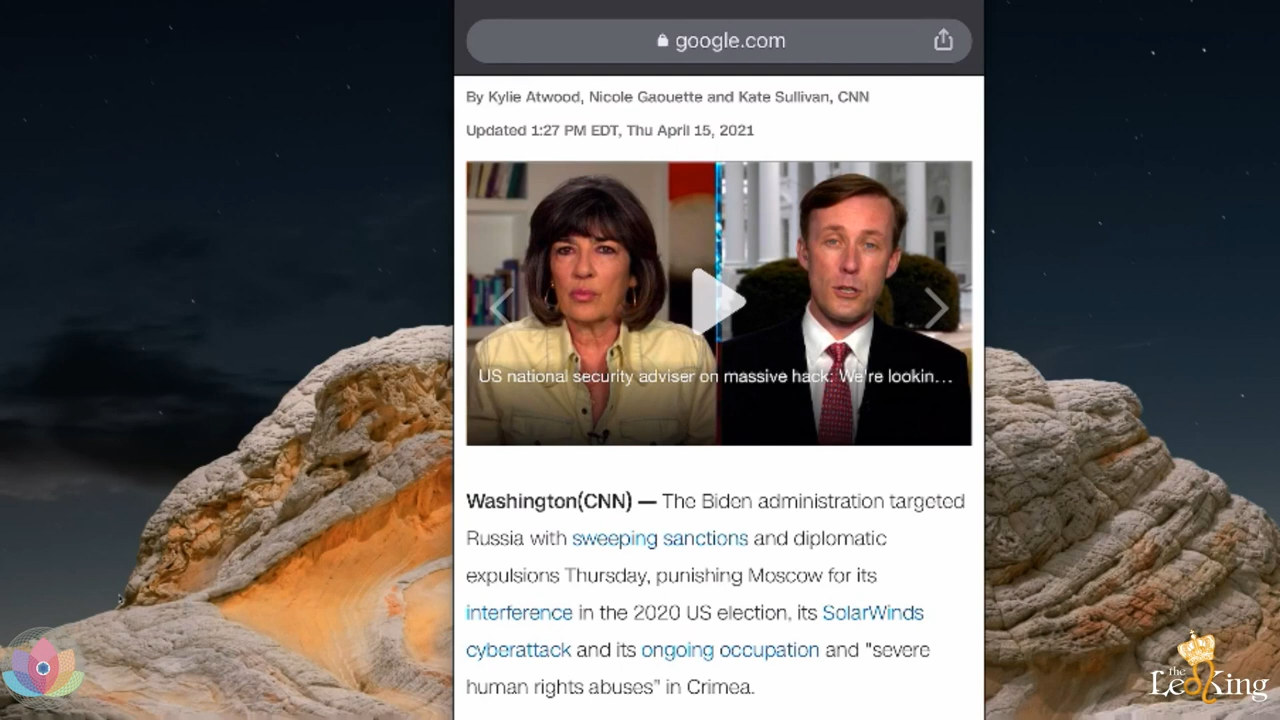 google.com
By Kylie Atwood, Nicole Gaouette and Kate Sullivan, CNN
Updated 1:27 PM EDT, Thu April 15, 2021
US national security adviser on massive hack: We're lookin...
Washington(CNN) — The Biden administration targeted
Russia with sweeping sanctions and diplomatic
expulsions Thursday, punishing Moscow for its
interference in the 2020 US election, its SolarWinds
cyberattack and its ongoing occupation and "severe
human rights abuses" in Crimea.
the
Leo King